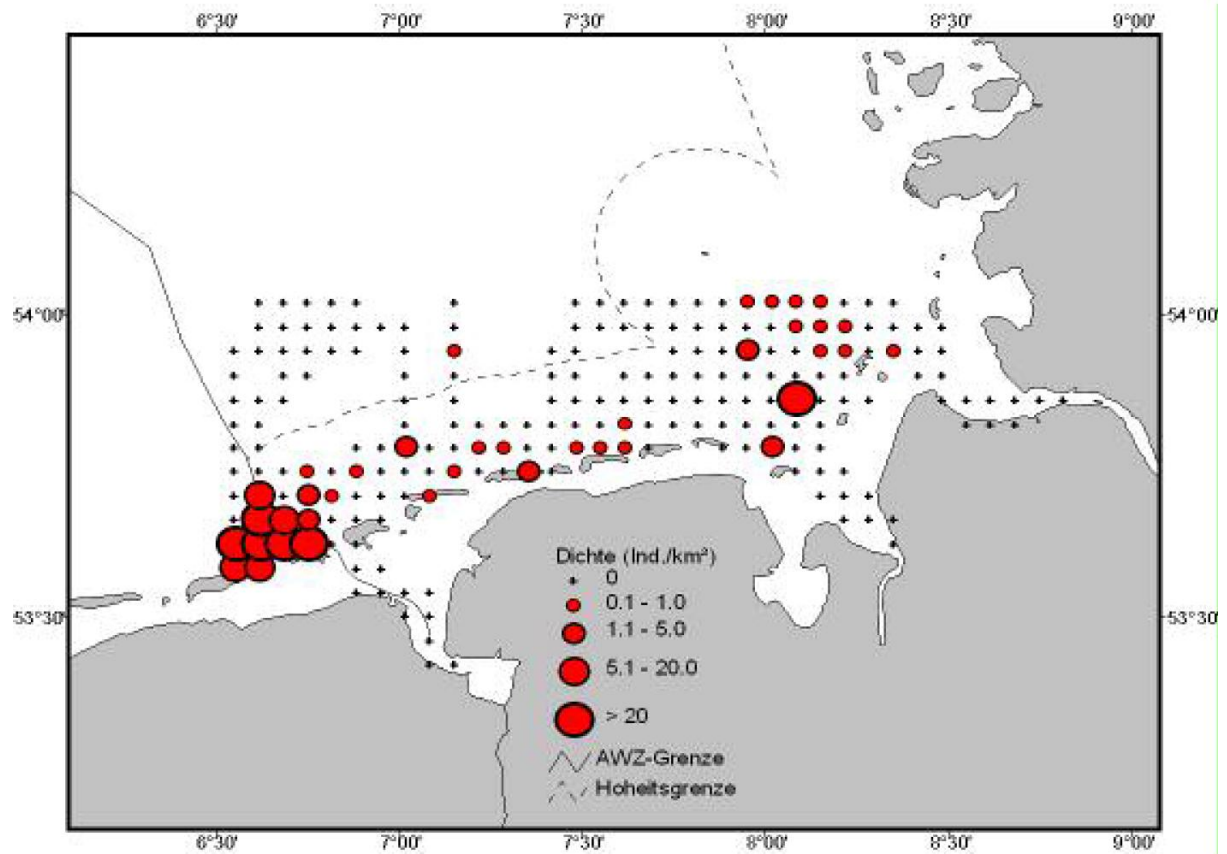 6°30' 7°00' 7°30' 8°00' 8°30' 9°00'
54°00' 54°00'
Dichte (Ind./km²)
0
0.1 - 1.0
1.1 - 5.0
5.1 - 20.0
> 20
53°30' 53°30'
AWZ-Grenze
Hoheitsgrenze
6°30' 7°00' 7°30' 8°00' 8°30' 9°00'